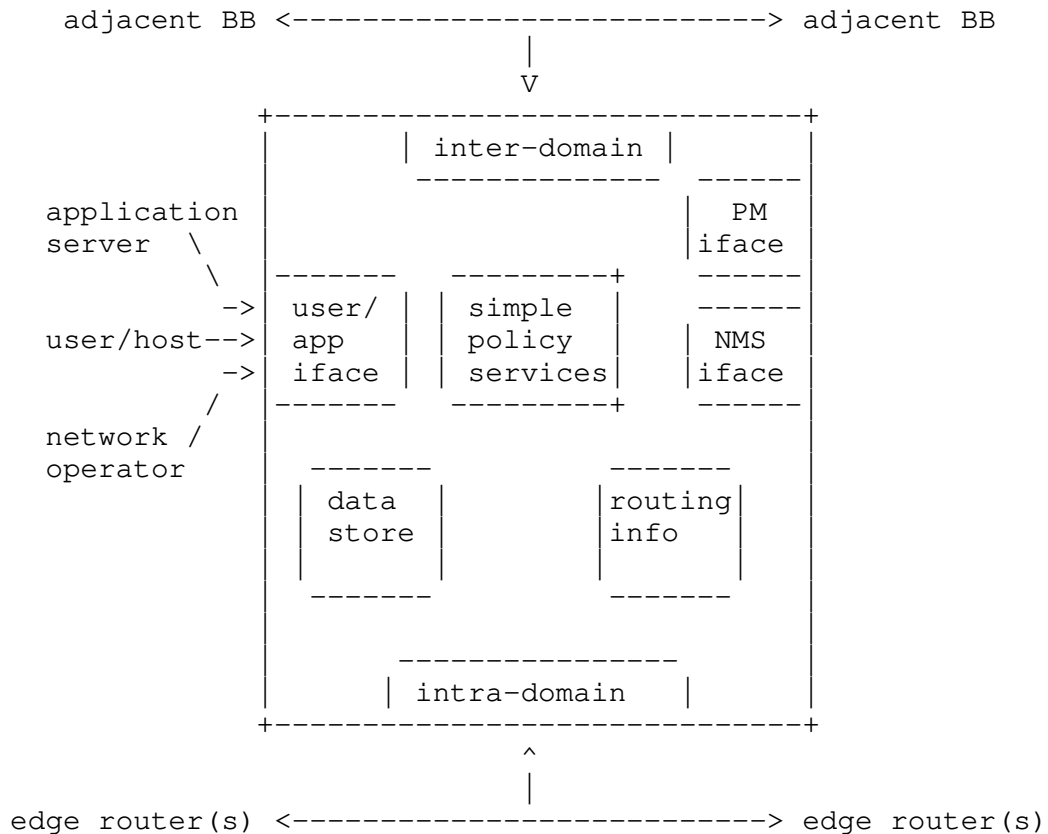 adjacent BB <---------------------------> adjacent BB
|
V
inter-domain
application
server
PM
iface
user/host-->
user/
app
iface
simple
policy
services
NMS
iface
network
operator
data
store
routing
info
intra-domain
^
|
edge router(s) <---------------------------> edge router(s)